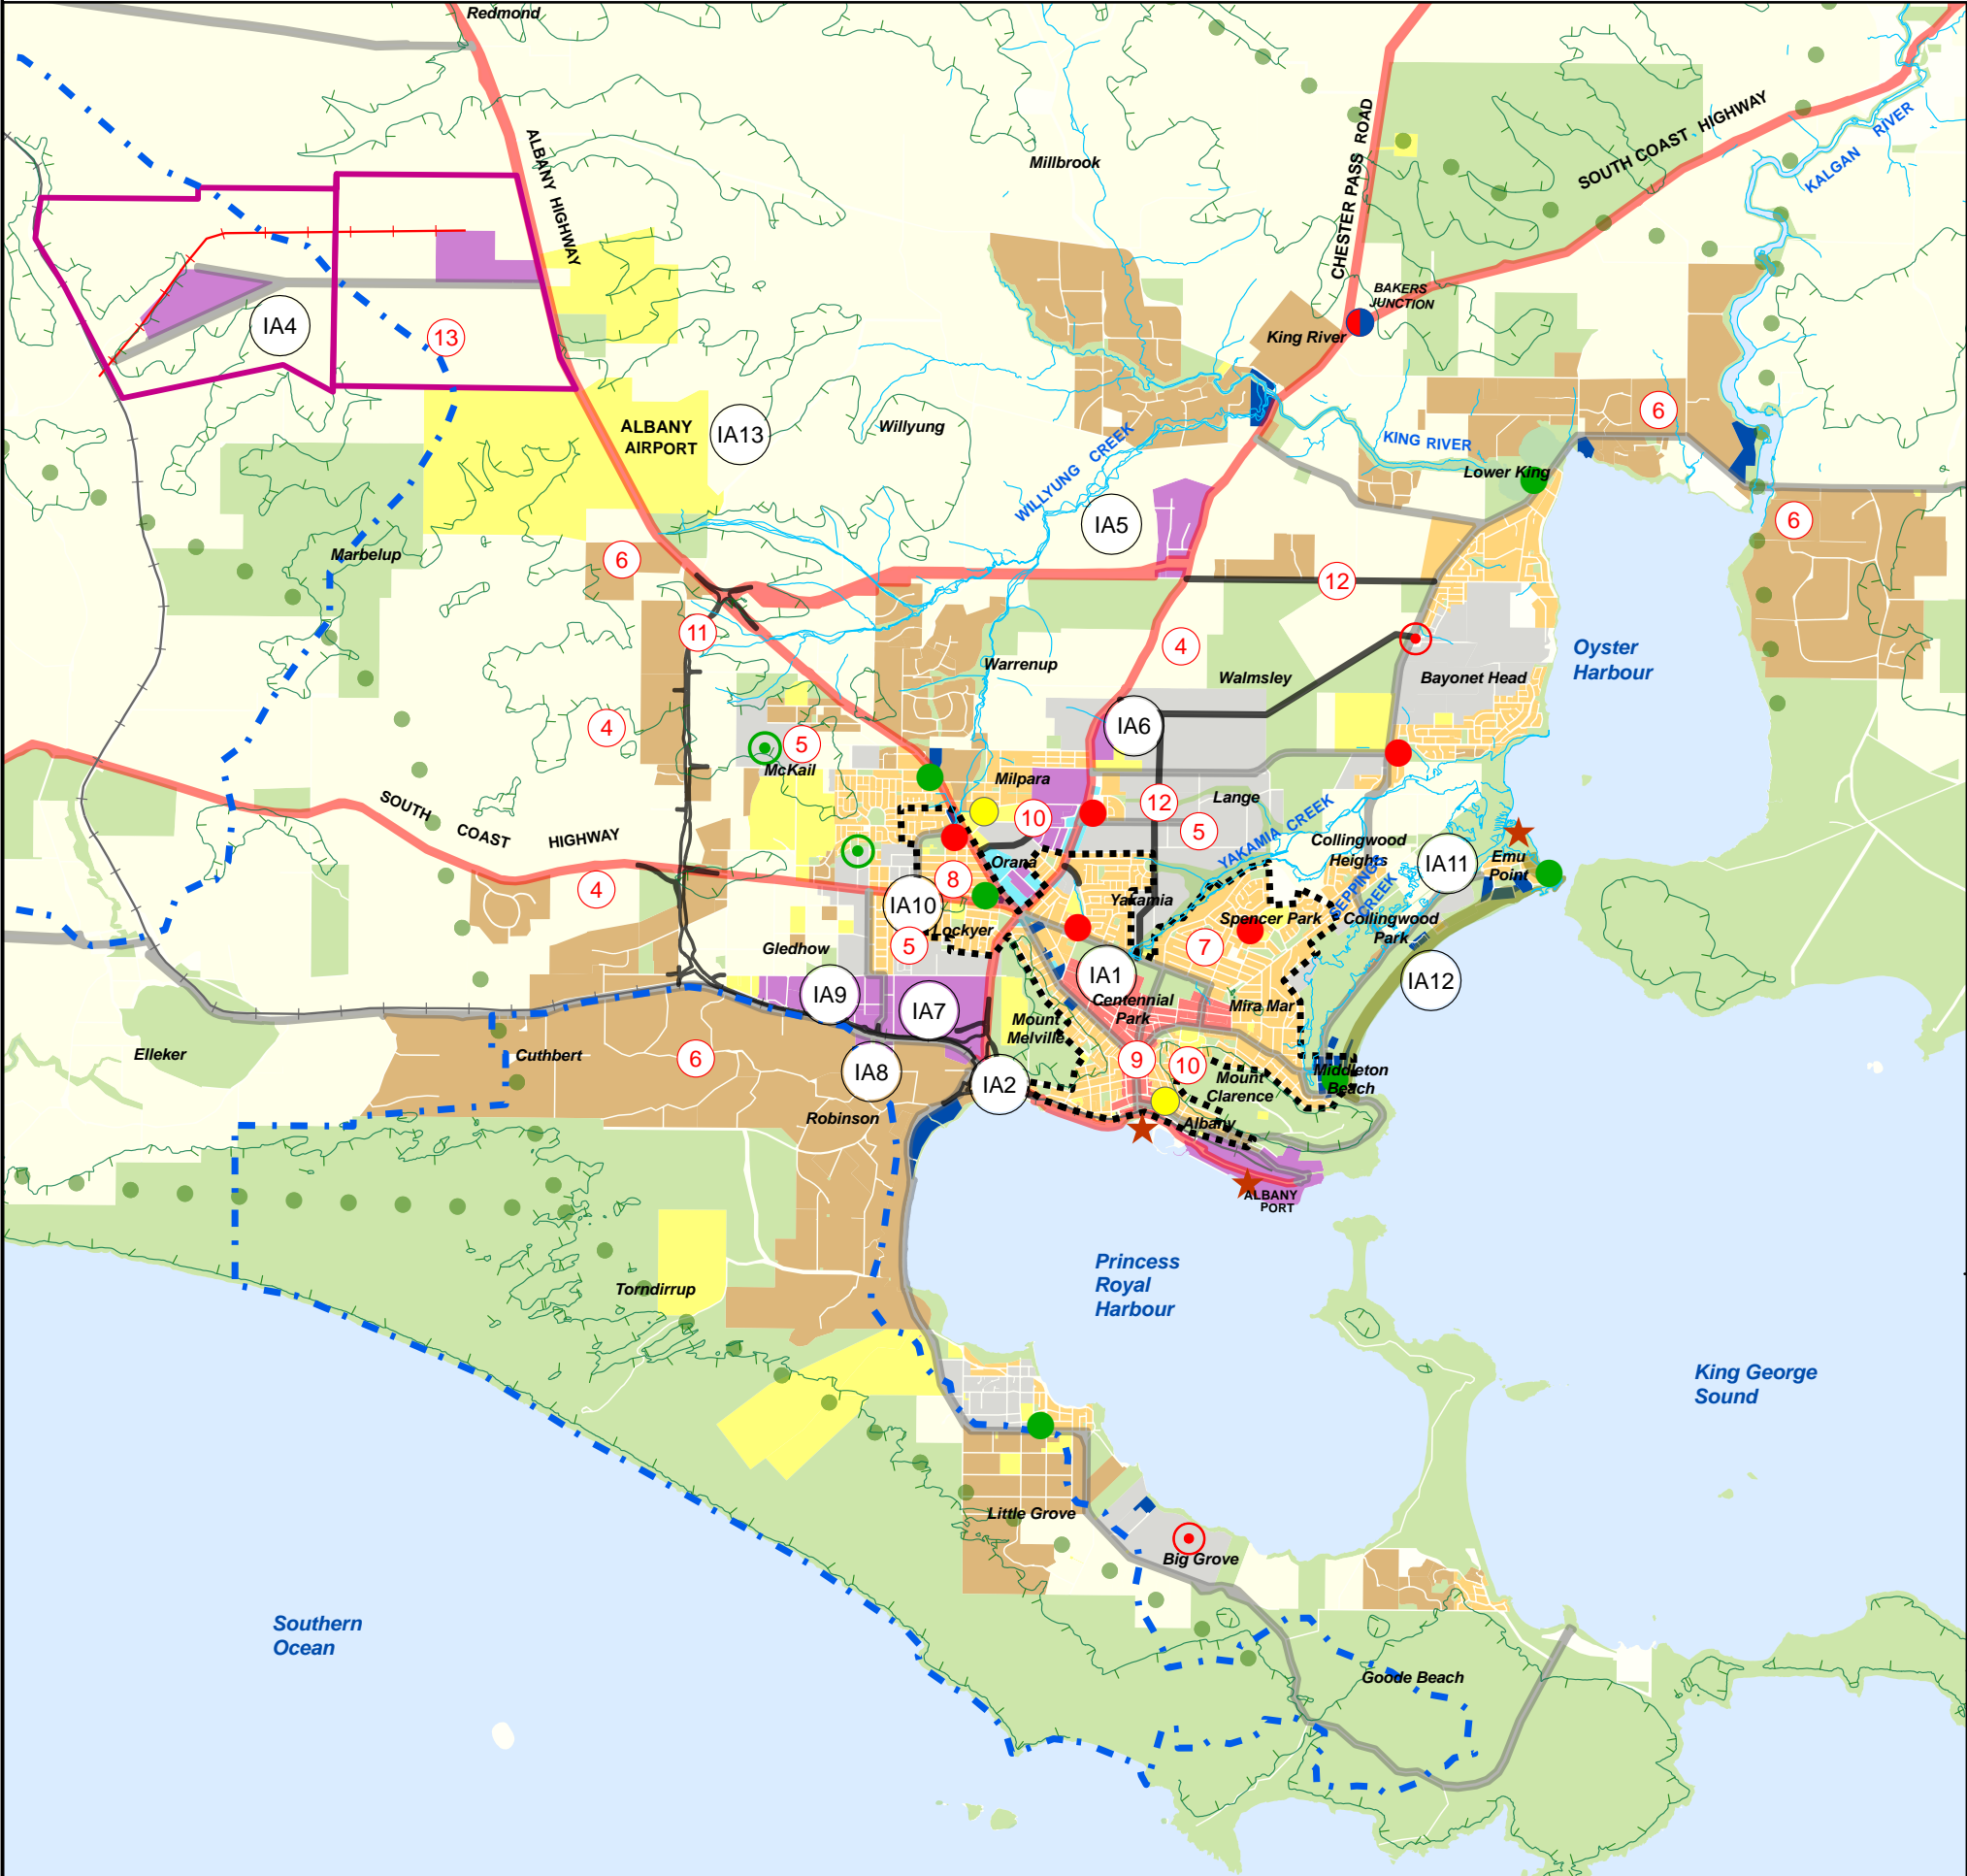 Redmond
ALBANY HIGHWAY
Millbrook
CHESTER PASS ROAD
SOUTH COAST HIGHWAY
KALGAN RIVER
BAKERS
JUNCTION
King River
IA4
13
ALBANY
AIRPORT
IA13
Willyung
WILLYUNG CREEK
KING RIVER
6
Lower King
IA5
6
Marbelup
6
12
11
4
Warrenup
Walmsley
Bayonet Head
Oyster
Harbour
4
5
McKail
IA6
Milpara
10
12
Lange
5
YAKAMIA CREEK
SOUTH COAST HIGHWAY
4
8
Orana
IA10
Lockyer
5
Yakamia
Collingwood
Heights
SEPPINGS
CREEK
IA11
Emu
Point
Spencer Park
7
Collingwood
Park
Gledhow
IA9
IA7
IA1
Centennial
Park
Mira Mar
IA12
Mount
Melville
Elleker
Cuthbert
6
IA8
IA2
9
10
Mount
Clarence
Middleton
Beach
Robinson
Albany
ALBANY
PORT
Princess
Royal
Harbour
Torndirrup
King George
Sound
Little Grove
Big Grove
Southern
Ocean
Goode Beach